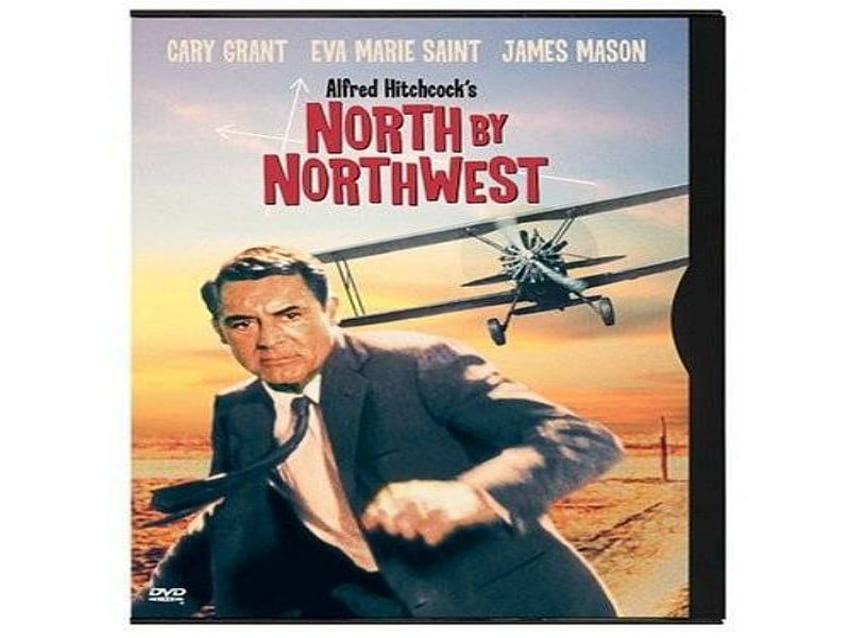 CARY GRANT EVA MARIE SAINT JAMES MASON
Alfred Hitchcock's
NORTH BY
NORTHWEST
DVD